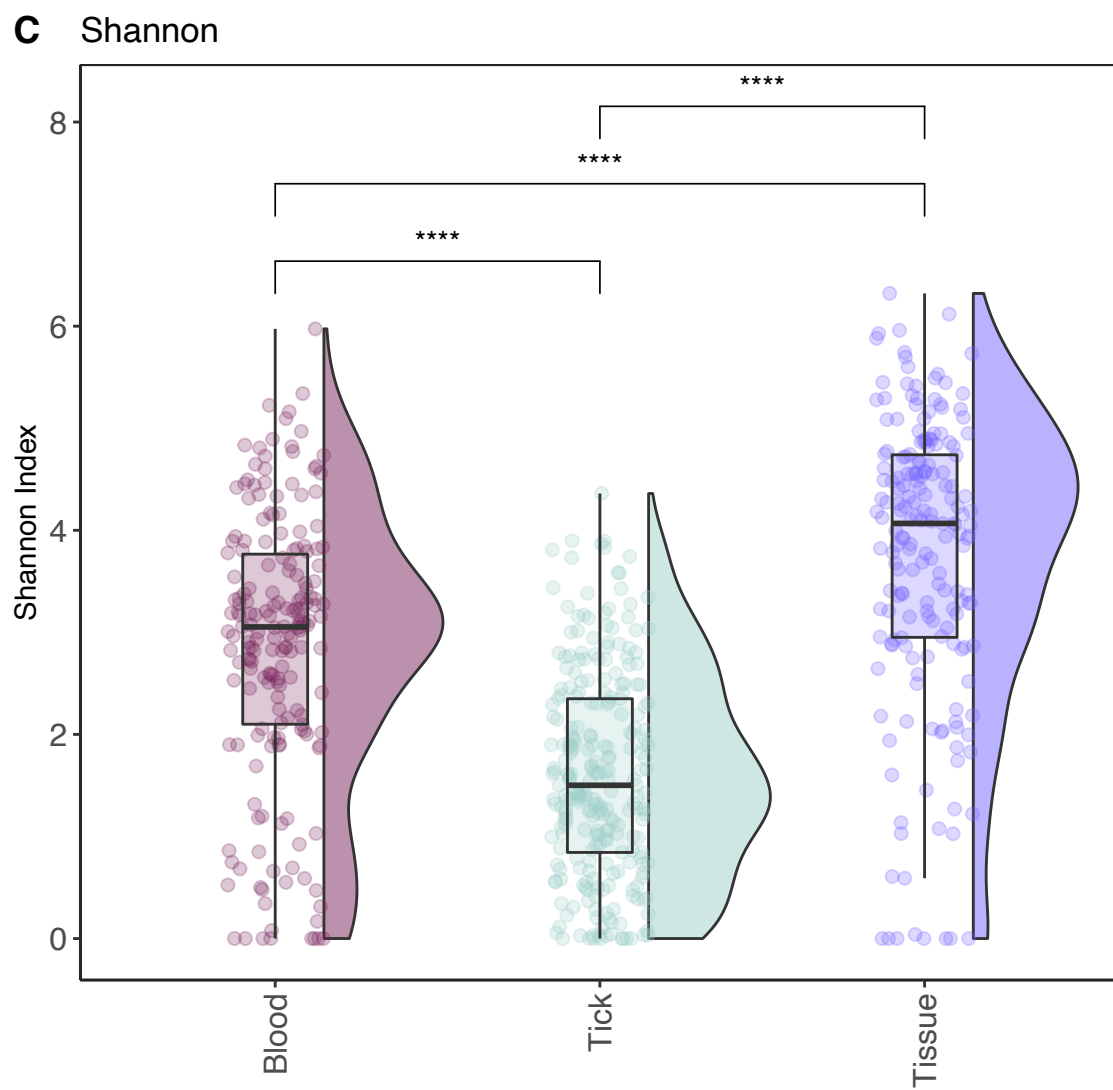 C Shannon
****
8
****
****
6
Shannon Index
4
2
0
Blood
Tick
Tissue